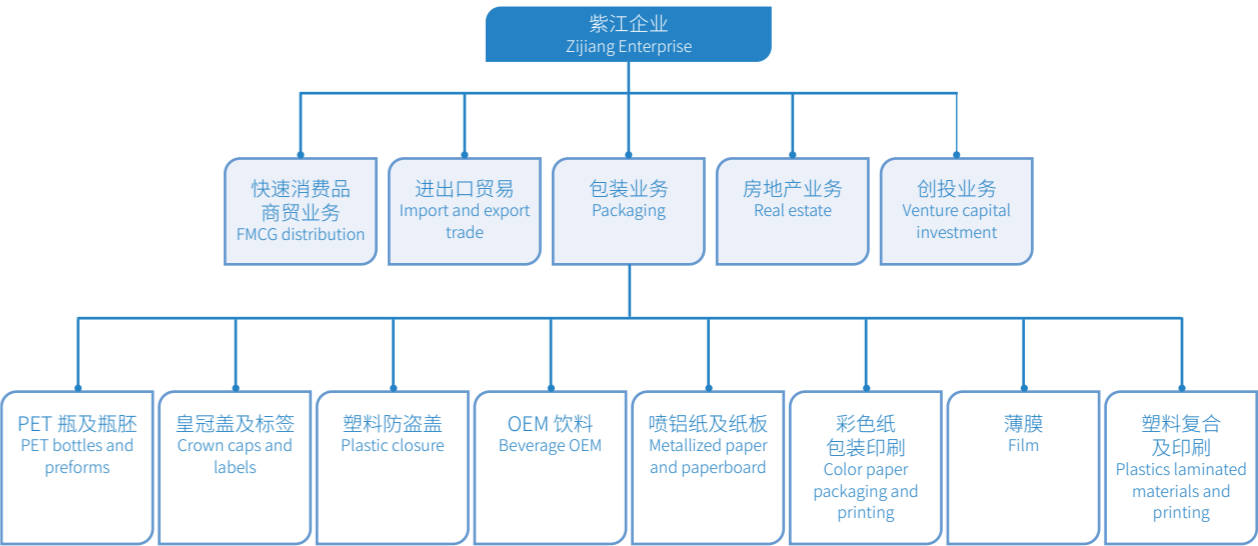 紫江企业
Zijiang Enterprise
快速消费品
商贸业务
FMCG distribution
进出口贸易
Import and export
trade
包装业务
Packaging
房地产业务
Real estate
创投业务
Venture capital
investment
PET 瓶及瓶胚
PET bottles and
preforms
皇冠盖及标签
Crown caps and
labels
塑料防盗盖
Plastic closure
OEM 饮料
Beverage OEM
喷铝纸及纸板
Metallized paper
and paperboard
彩色纸
包装印刷
Color paper
packaging and
printing
薄膜
Film
塑料复合
及印刷
Plastics laminated
materials and
printing